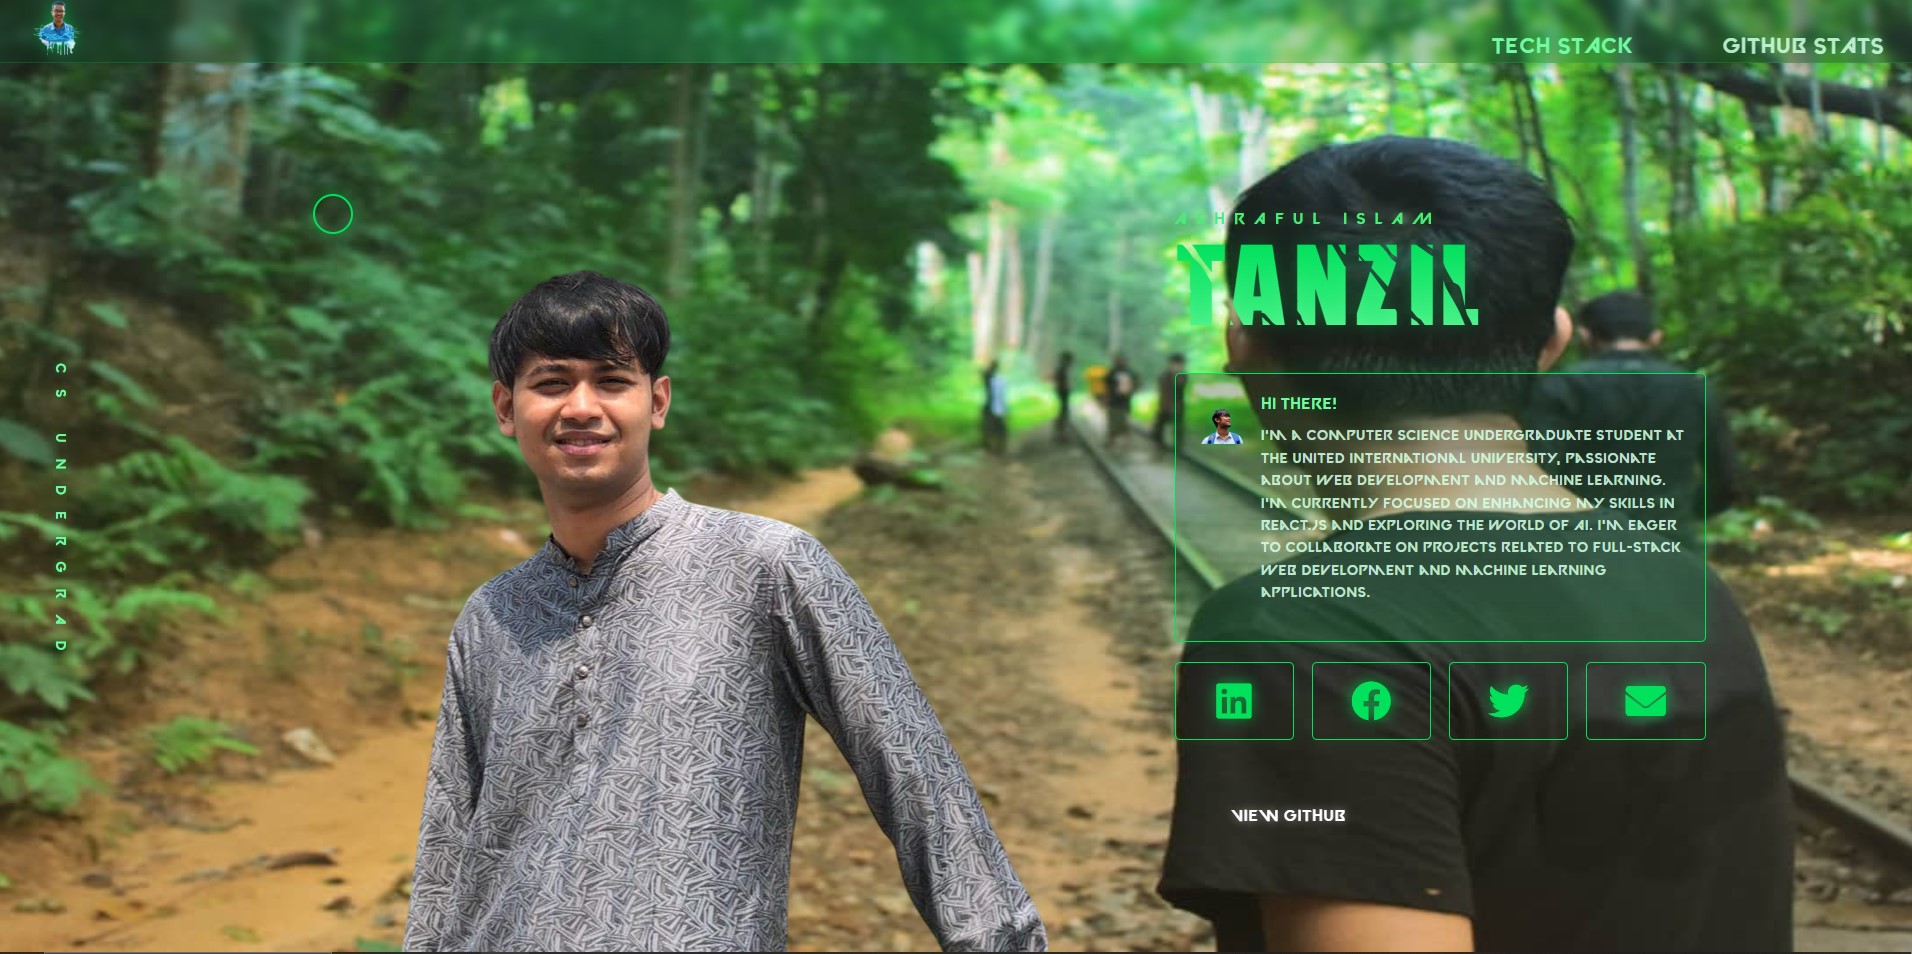 TECH STACK
GITHUB STATS
ASHRAFUL ISLAM
TANZIL
CS UNDERGRAD
HI THERE!
I'M A COMPUTER SCIENCE UNDERGRADUATE STUDENT AT
THE UNITED INTERNATIONAL UNIVERSITY, PASSIONATE
ABOUT WEB DEVELOPMENT AND MACHINE LEARNING.
I'M CURRENTLY FOCUSED ON ENHANCING MY SKILLS IN
REACT.JS AND EXPLORING THE WORLD OF AI. I'M EAGER
TO COLLABORATE ON PROJECTS RELATED TO FULL-STACK
WEB DEVELOPMENT AND MACHINE LEARNING
APPLICATIONS.
in
VIEW GITHUB